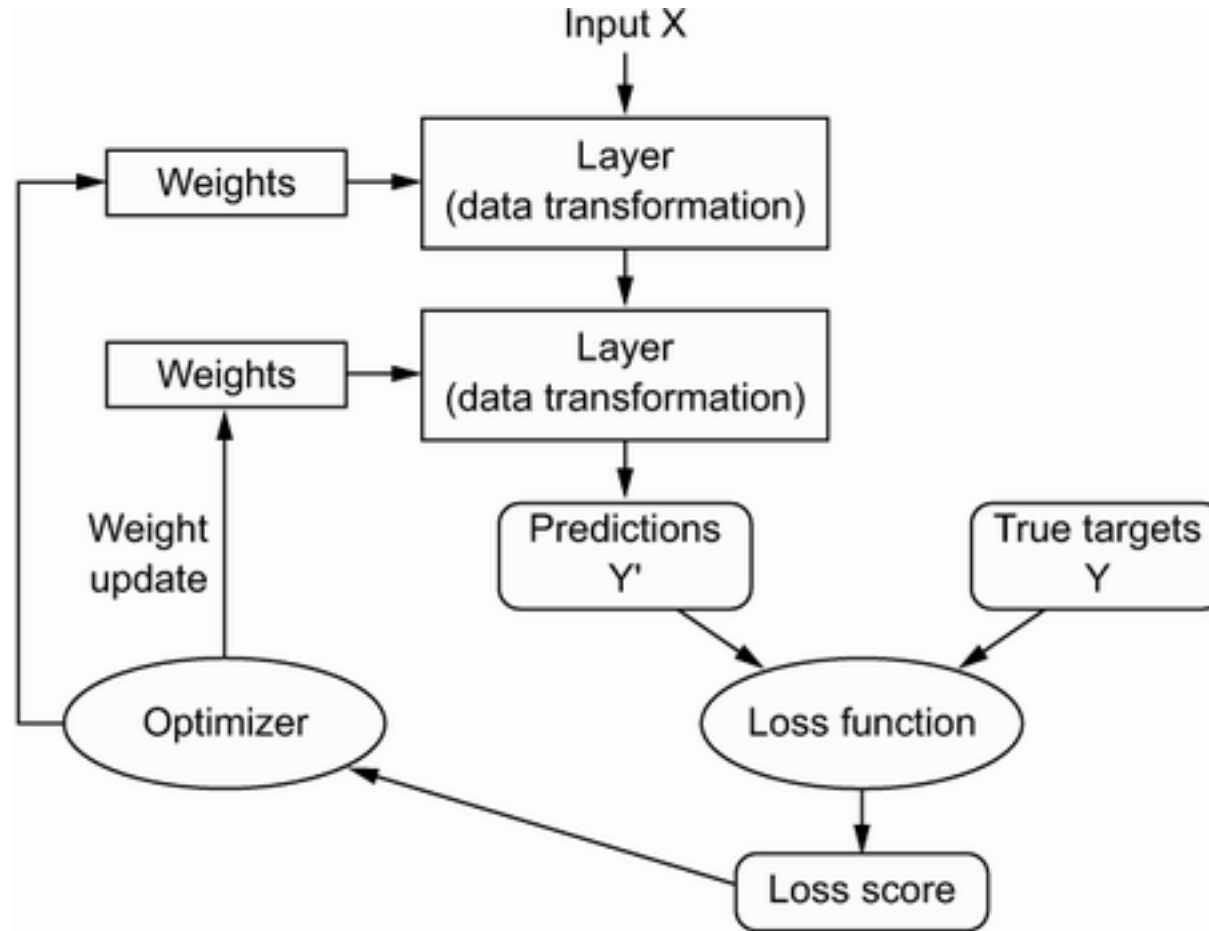 Input X
Layer
(data transformation)
Weights
Layer
(data transformation)
Weights
Weight
update
Predictions
Y'
True targets
Y
Optimizer
Loss function
Loss score